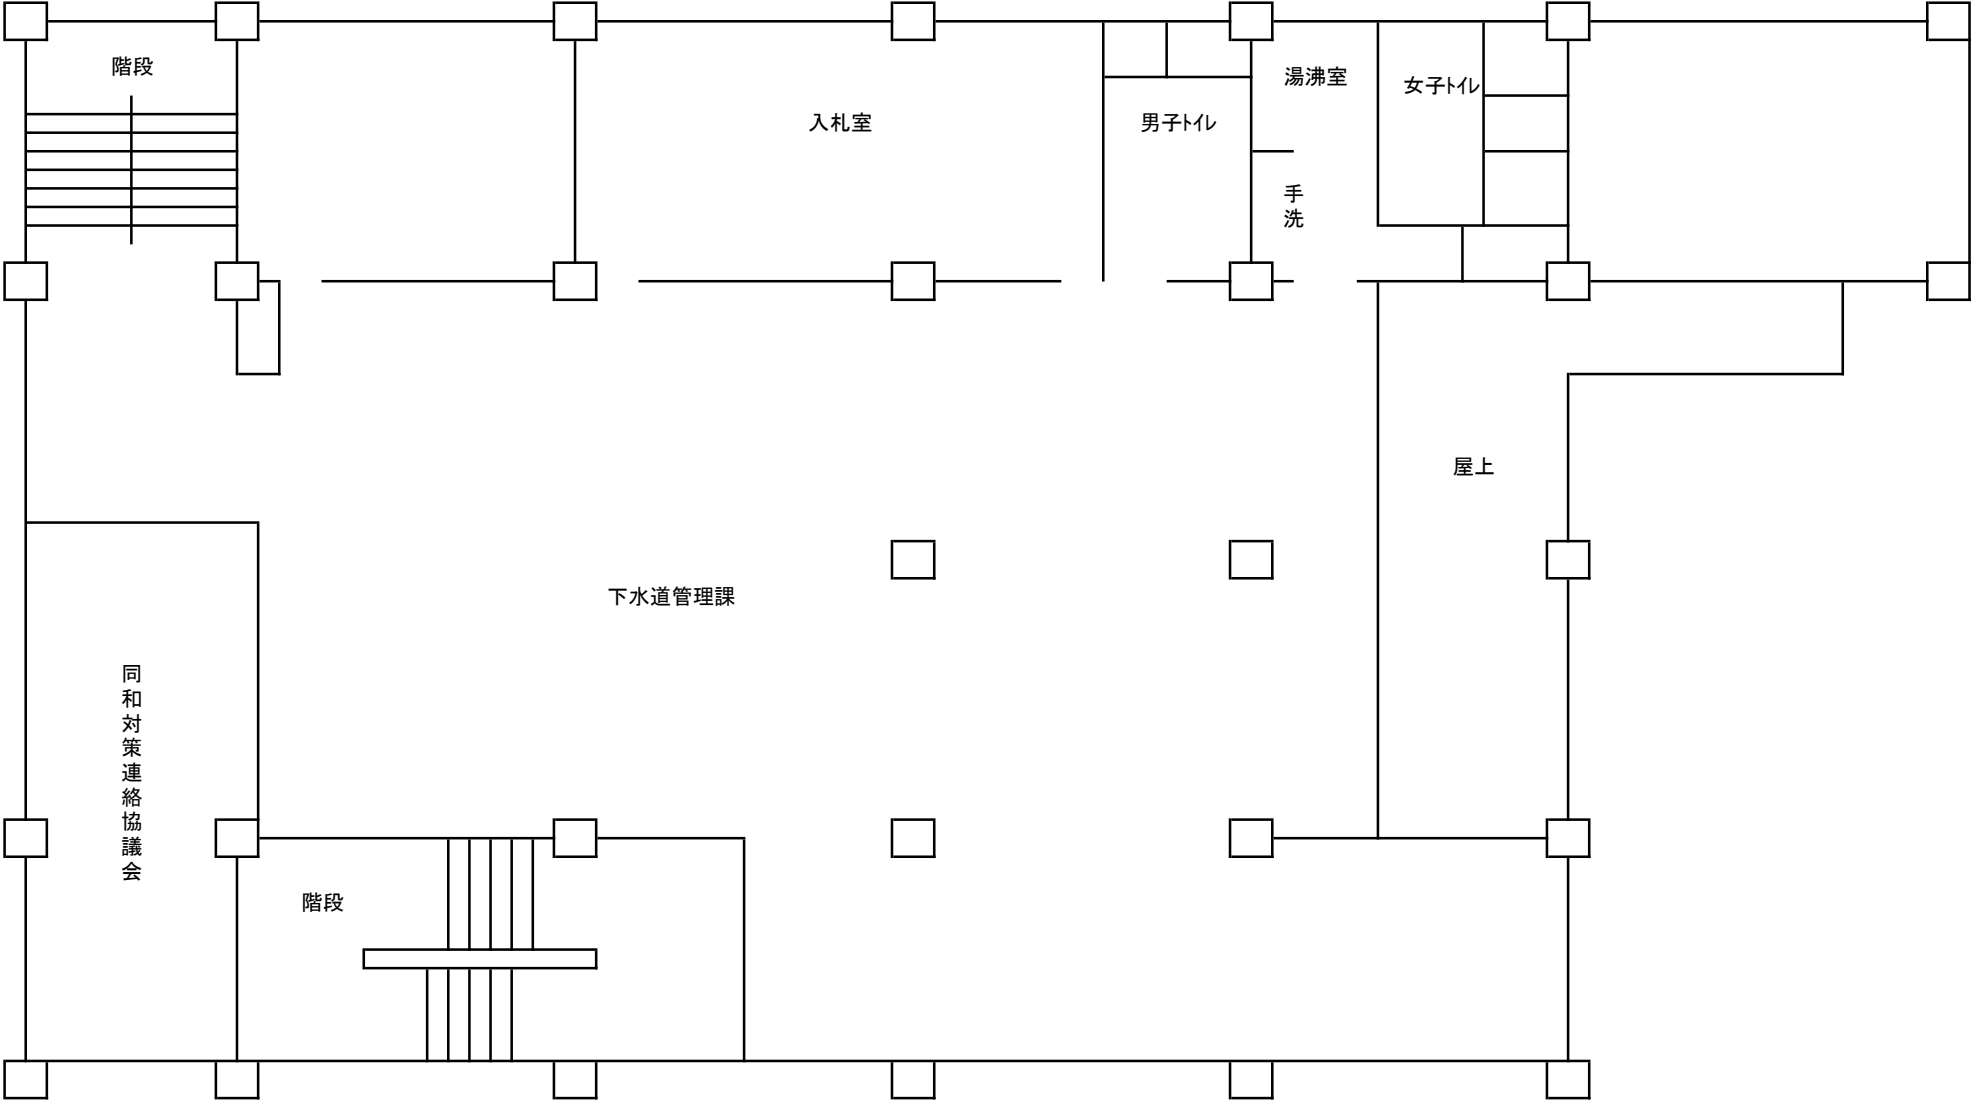 階段
湯沸室
女子ﾄｲﾚ
入札室
男子ﾄｲﾚ
手洗
屋上
下水道管理課
同和対策連絡協議会
階段